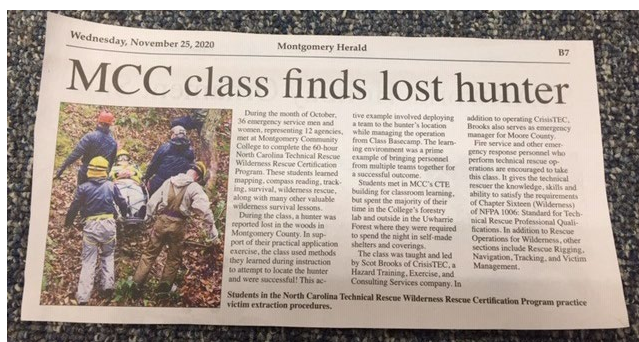 Wednesday, November 25, 2020
Montgomery Herald
B7
MCC class finds lost hunter
During the month of October,
36 emergency service men and
women, representing 12 agencies,
met at Montgomery Community
College to complete the 60-hour
North Carolina Technical Rescue
Wilderness Rescue Certification
Program. These students learned
mapping, compass reading, track-
ing, survival, wilderness rescue,
along with many other valuable
wilderness survival lessons.
During the class, a hunter was
reported lost in the woods in
Montgomery County. In sup-
port of their practical application
exercise, the class used methods
they learned during instruction
to attempt to locate the hunter
and were successful! This ac-
tive example involved deploying
a team to the hunter's location
while managing the operation
from Class Basecamp. The learn-
ing environment was a prime
example of bringing personnel
from multiple teams together for
a successful outcome.
Students met in MCC's CTE
building for classroom learning,
but spent the majority of their
time in the College's forestry
lab and outside in the Uwharrie
Forest where they were required
to spend the night in self-made
shelters and coverings.
The class was taught and led
by Scot Brooks of CrisisTEC, a
Hazard Training, Exercise, and
Consulting Services company. In
addition to operating CrisisTEC,
Brooks also serves as emergency
manager for Moore County.
Fire service and other emer-
gency response personnel who
perform technical rescue op-
erations are encouraged to take
this class. It gives the technical
rescuer the knowledge, skills and
ability to satisfy the requirements
of Chapter Sixteen (Wilderness)
of NFPA 1006: Standard for Tech-
nical Rescue Professional Quali-
fications. In addition to Rescue
Operations for Wilderness, other
sections include Rescue Rigging,
Navigation, Tracking, and Victim
Management.
Students in the North Carolina Technical Rescue Wilderness Rescue Certification Program practice
victim extraction procedures.